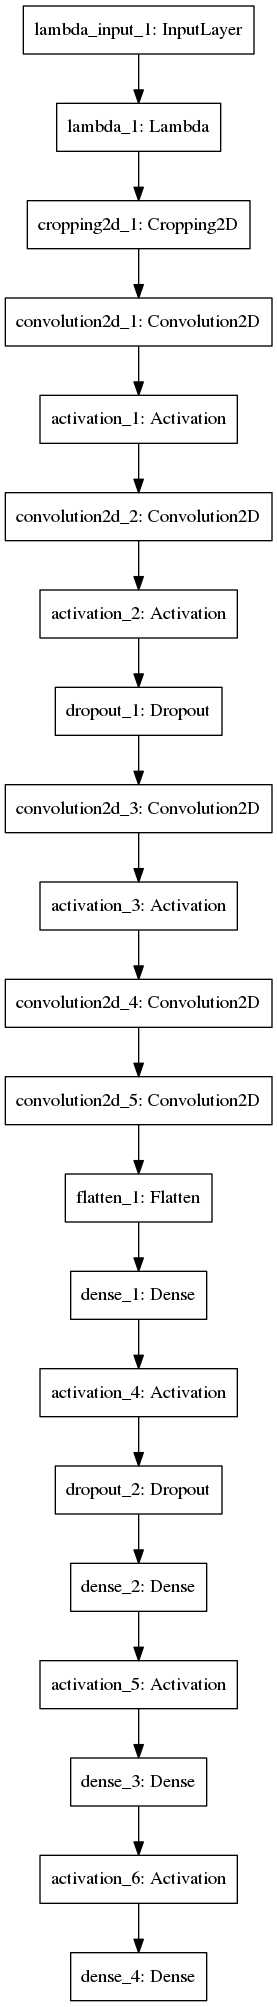 lambda_input_1: InputLayer
lambda_1: Lambda
cropping2d_1: Cropping2D
convolution2d_1: Convolution2D
activation_1: Activation
convolution2d_2: Convolution2D
activation_2: Activation
dropout_1: Dropout
convolution2d_3: Convolution2D
activation_3: Activation
convolution2d_4: Convolution2D
convolution2d_5: Convolution2D
flatten_1: Flatten
dense_1: Dense
activation_4: Activation
dropout_2: Dropout
dense_2: Dense
activation_5: Activation
dense_3: Dense
activation_6: Activation
dense_4: Dense